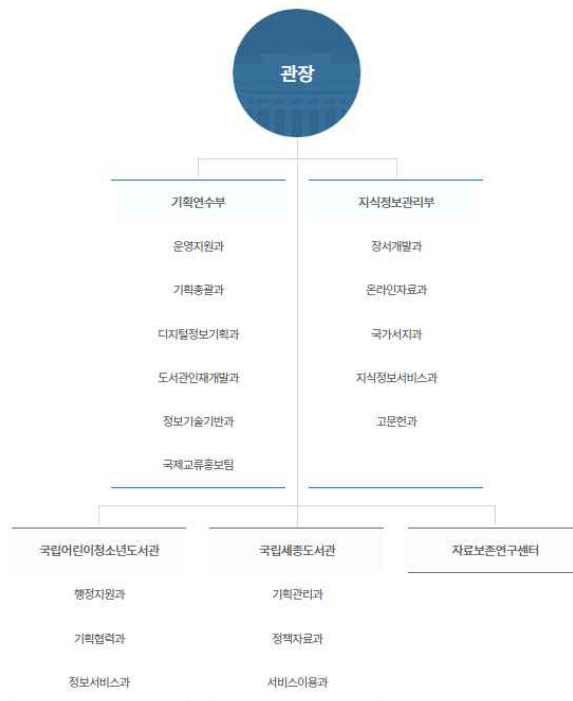 관장
기획연수부
운영지원과
기획총괄과
디지털정보기획과
도서관인재개발과
정보기술기반과
국제교류홍보팀
지식정보관리부
장서개발과
온라인자료과
국가서지과
지식정보서비스과
고문헌과
국립어린이청소년도서관
행정지원과
기획협력과
정보서비스과
국립세종도서관
기획관리과
정책자료과
서비스이용과
자료보존연구센터